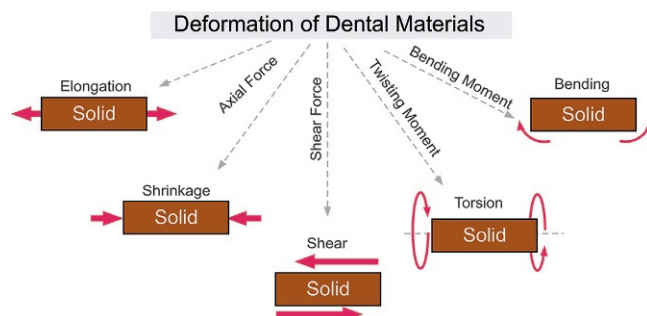 Deformation of Dental Materials
Elongation
Solid
Axial Force
Shrinkage
Solid
Shear Force
Shear
Solid
Twisting Moment
Torsion
Solid
Bending Moment
Bending
Solid